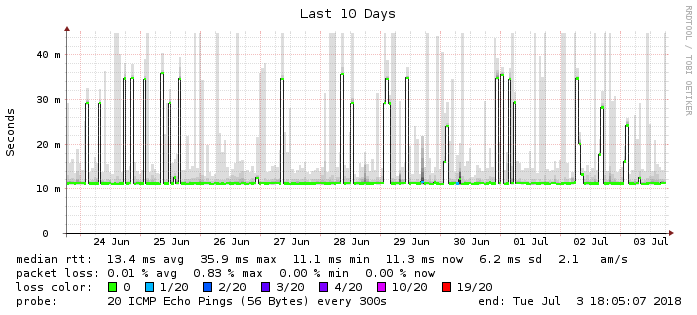 Last 10 Days
RRDTOOL / TOBI OETIKER
Seconds
40 m
30 m
20 m
10 m
0
24 Jun 25 Jun 26 Jun 27 Jun 28 Jun 29 Jun 30 Jun 01 Jul 02 Jul 03 Jul
median rtt: 13.4 ms avg 35.9 ms max 11.1 ms min 11.3 ms now 6.2 ms sd 2.1 am/s
packet loss: 0.01 % avg 0.83 % max 0.00 % min 0.00 % now
loss color: 0 1/20 2/20 3/20 4/20 10/20 19/20
probe: 20 ICMP Echo Pings (56 Bytes) every 300s end: Tue Jul 3 18:05:07 2018